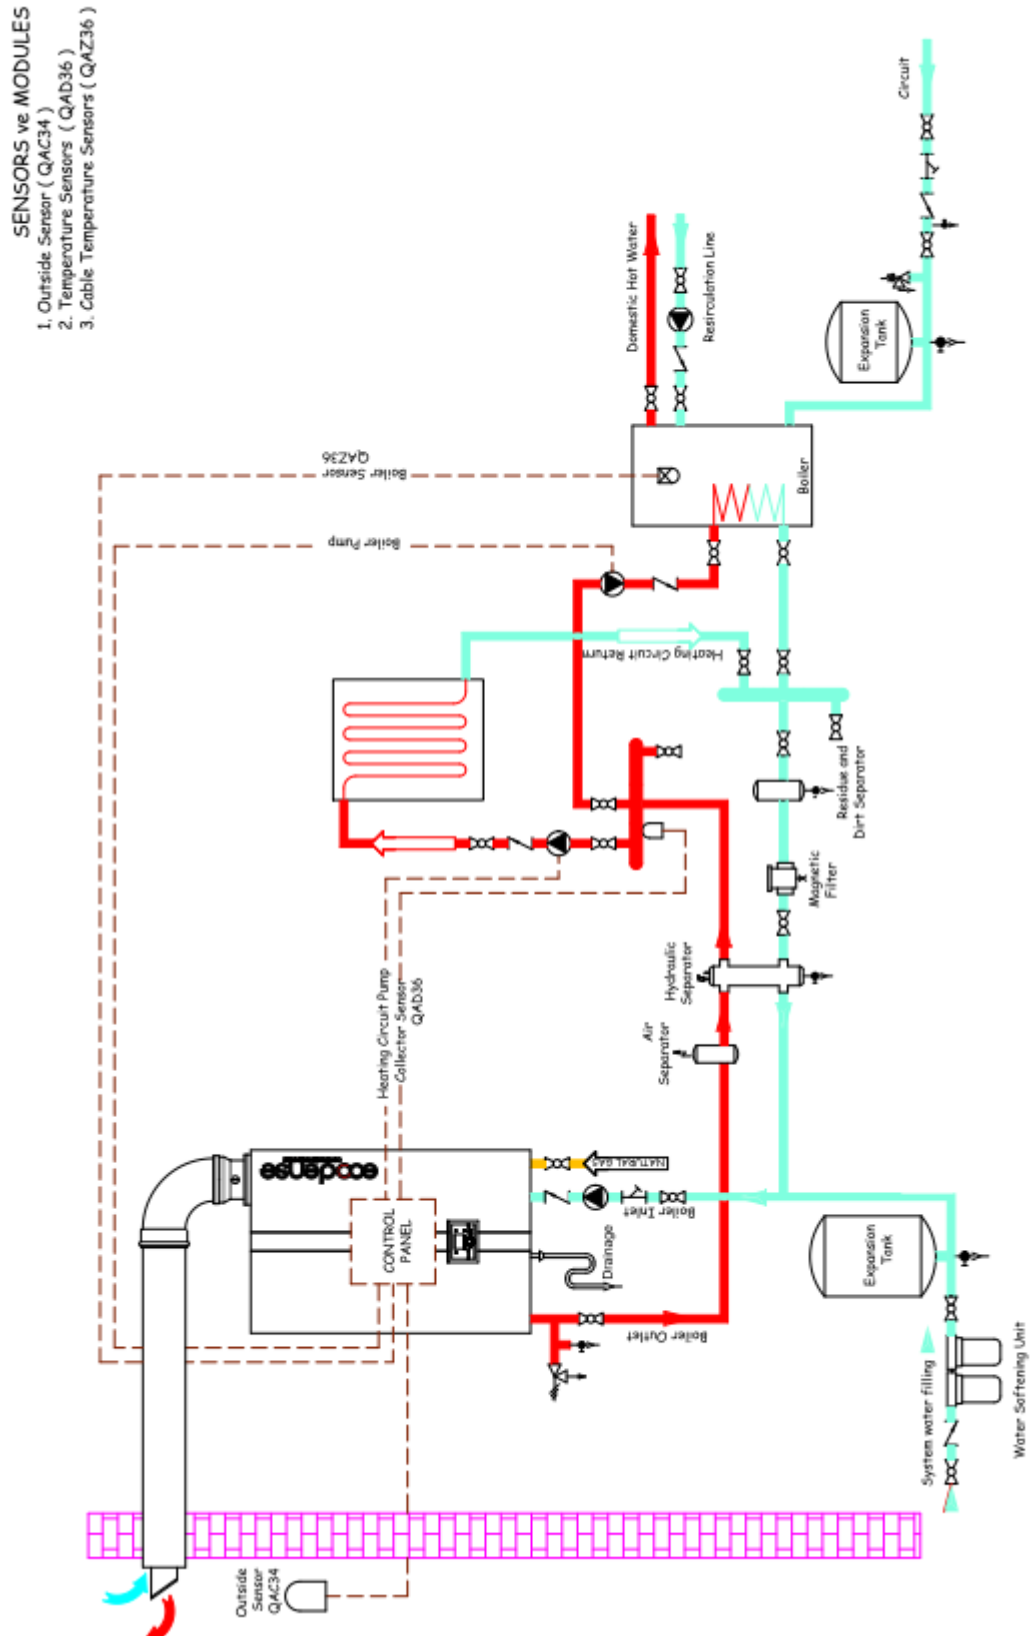 SENSORS ve MODULES
1. Outside Sensor ( QAC34 )
2. Temperature Sensors ( QAD36 )
3. Cable Temperature Sensors ( QAZ36 )
Circuit
Domestic Hot Water
Resirculation Line
Expansion
Tank
Boiler Sensor
QAZ36
Boiler
Boiler Pump
Heating Circuit Return
Residue and
Dirt Separator
Magnetic
Filter
Hydraulic
Separator
Air
Separator
Heating Circuit Pump
Collector Sensor
QAD36
ecodense
NATURAL GAS
CONTROL
PANEL
Boiler Inlet
Drainage
Boiler Outlet
Expansion
Tank
System water filling
Water Softening Unit
Outside
Sensor
QAC34